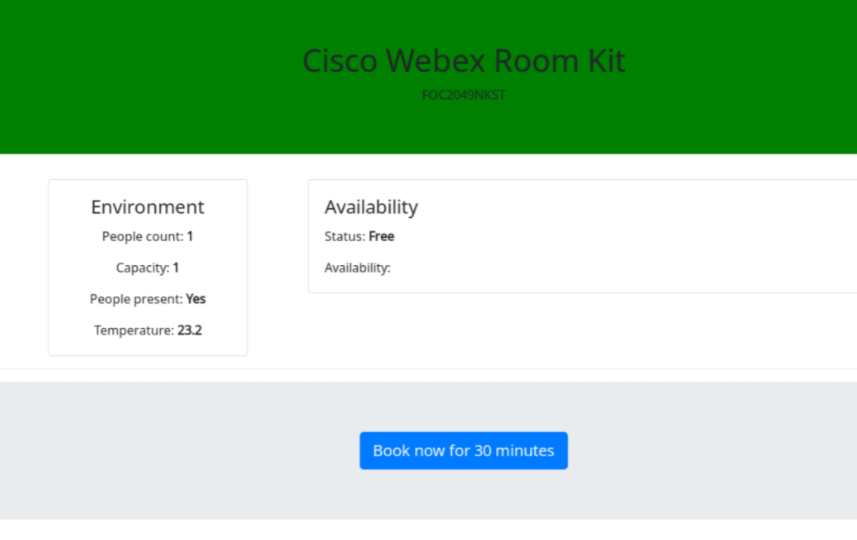 Cisco Webex Room Kit
FOC2049NKST
Environment
People count: 1
Capacity: 1
People present: Yes
Temperature: 23.2
Availability
Status: Free
Availability:
Book now for 30 minutes